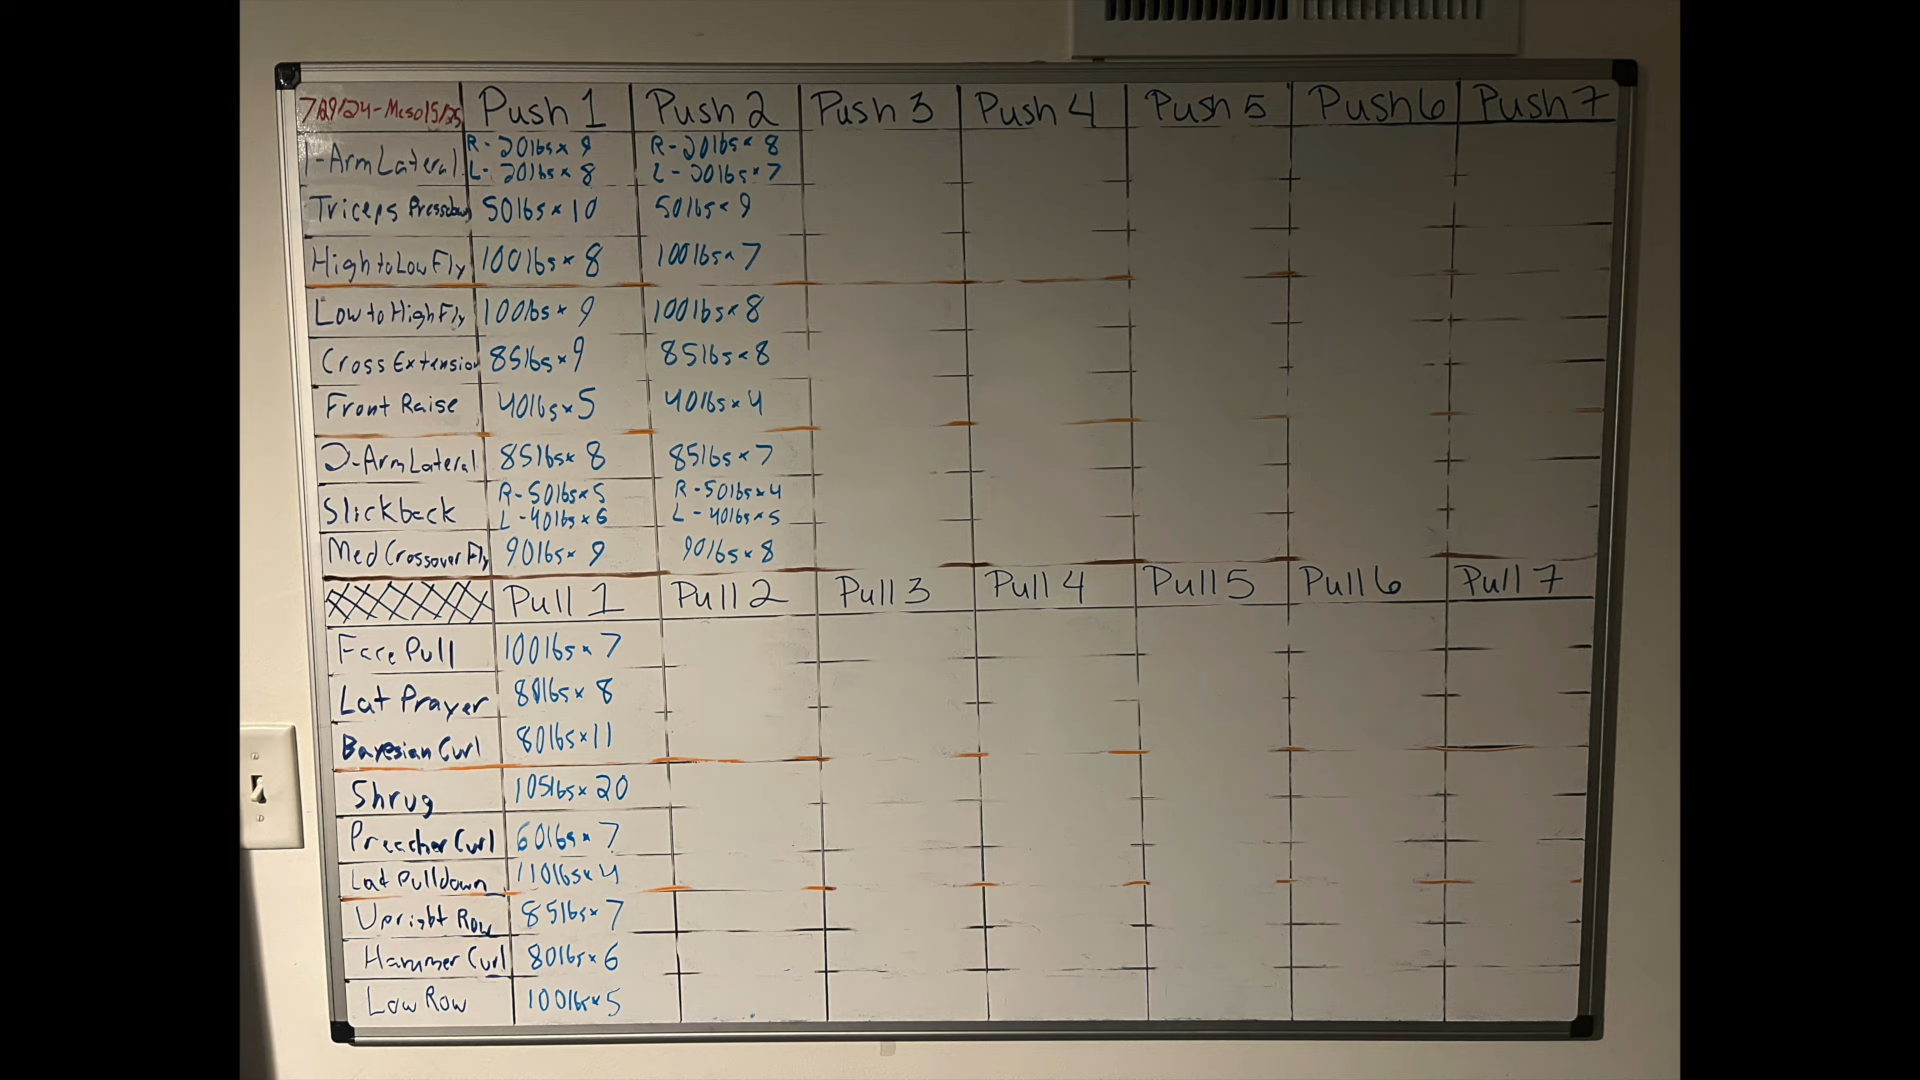 Push 1 Push 2 Push 3 Push 4 Push 5 Push 6 Push 7
1-Arm Lateral R-20lbs x 9 R-20lbs x 8
L-20lbs x 8 L-20lbs x 7
Triceps Pressdown 50lbs x 10 50lbs x 9
High to Low Fly 100lbs x 8 100lbs x 7
Low to High Fly 100lbs x 9 100lbs x 8
Cross Extension 85lbs x 9 85lbs x 8
Front Raise 40lbs x 5 40lbs x 4
2-Arm Lateral 85lbs x 8 85lbs x 7
Slickback R-50lbs x 5 R-50lbs x 4
L-40lbs x 6 L-40lbs x 5
Med Crossover Fly 90lbs x 9 90lbs x 8
Pull 1 Pull 2 Pull 3 Pull 4 Pull 5 Pull 6 Pull 7
Face Pull 100lbs x 7
Lat Prayer 80lbs x 8
Bayesian Curl 80lbs x 11
Shrug 105lbs x 20
Preacher Curl 60lbs x 7
Lat Pulldown 110lbs x 4
Upright Row 85lbs x 7
Hammer Curl 80lbs x 6
Low Row 100lbs x 5